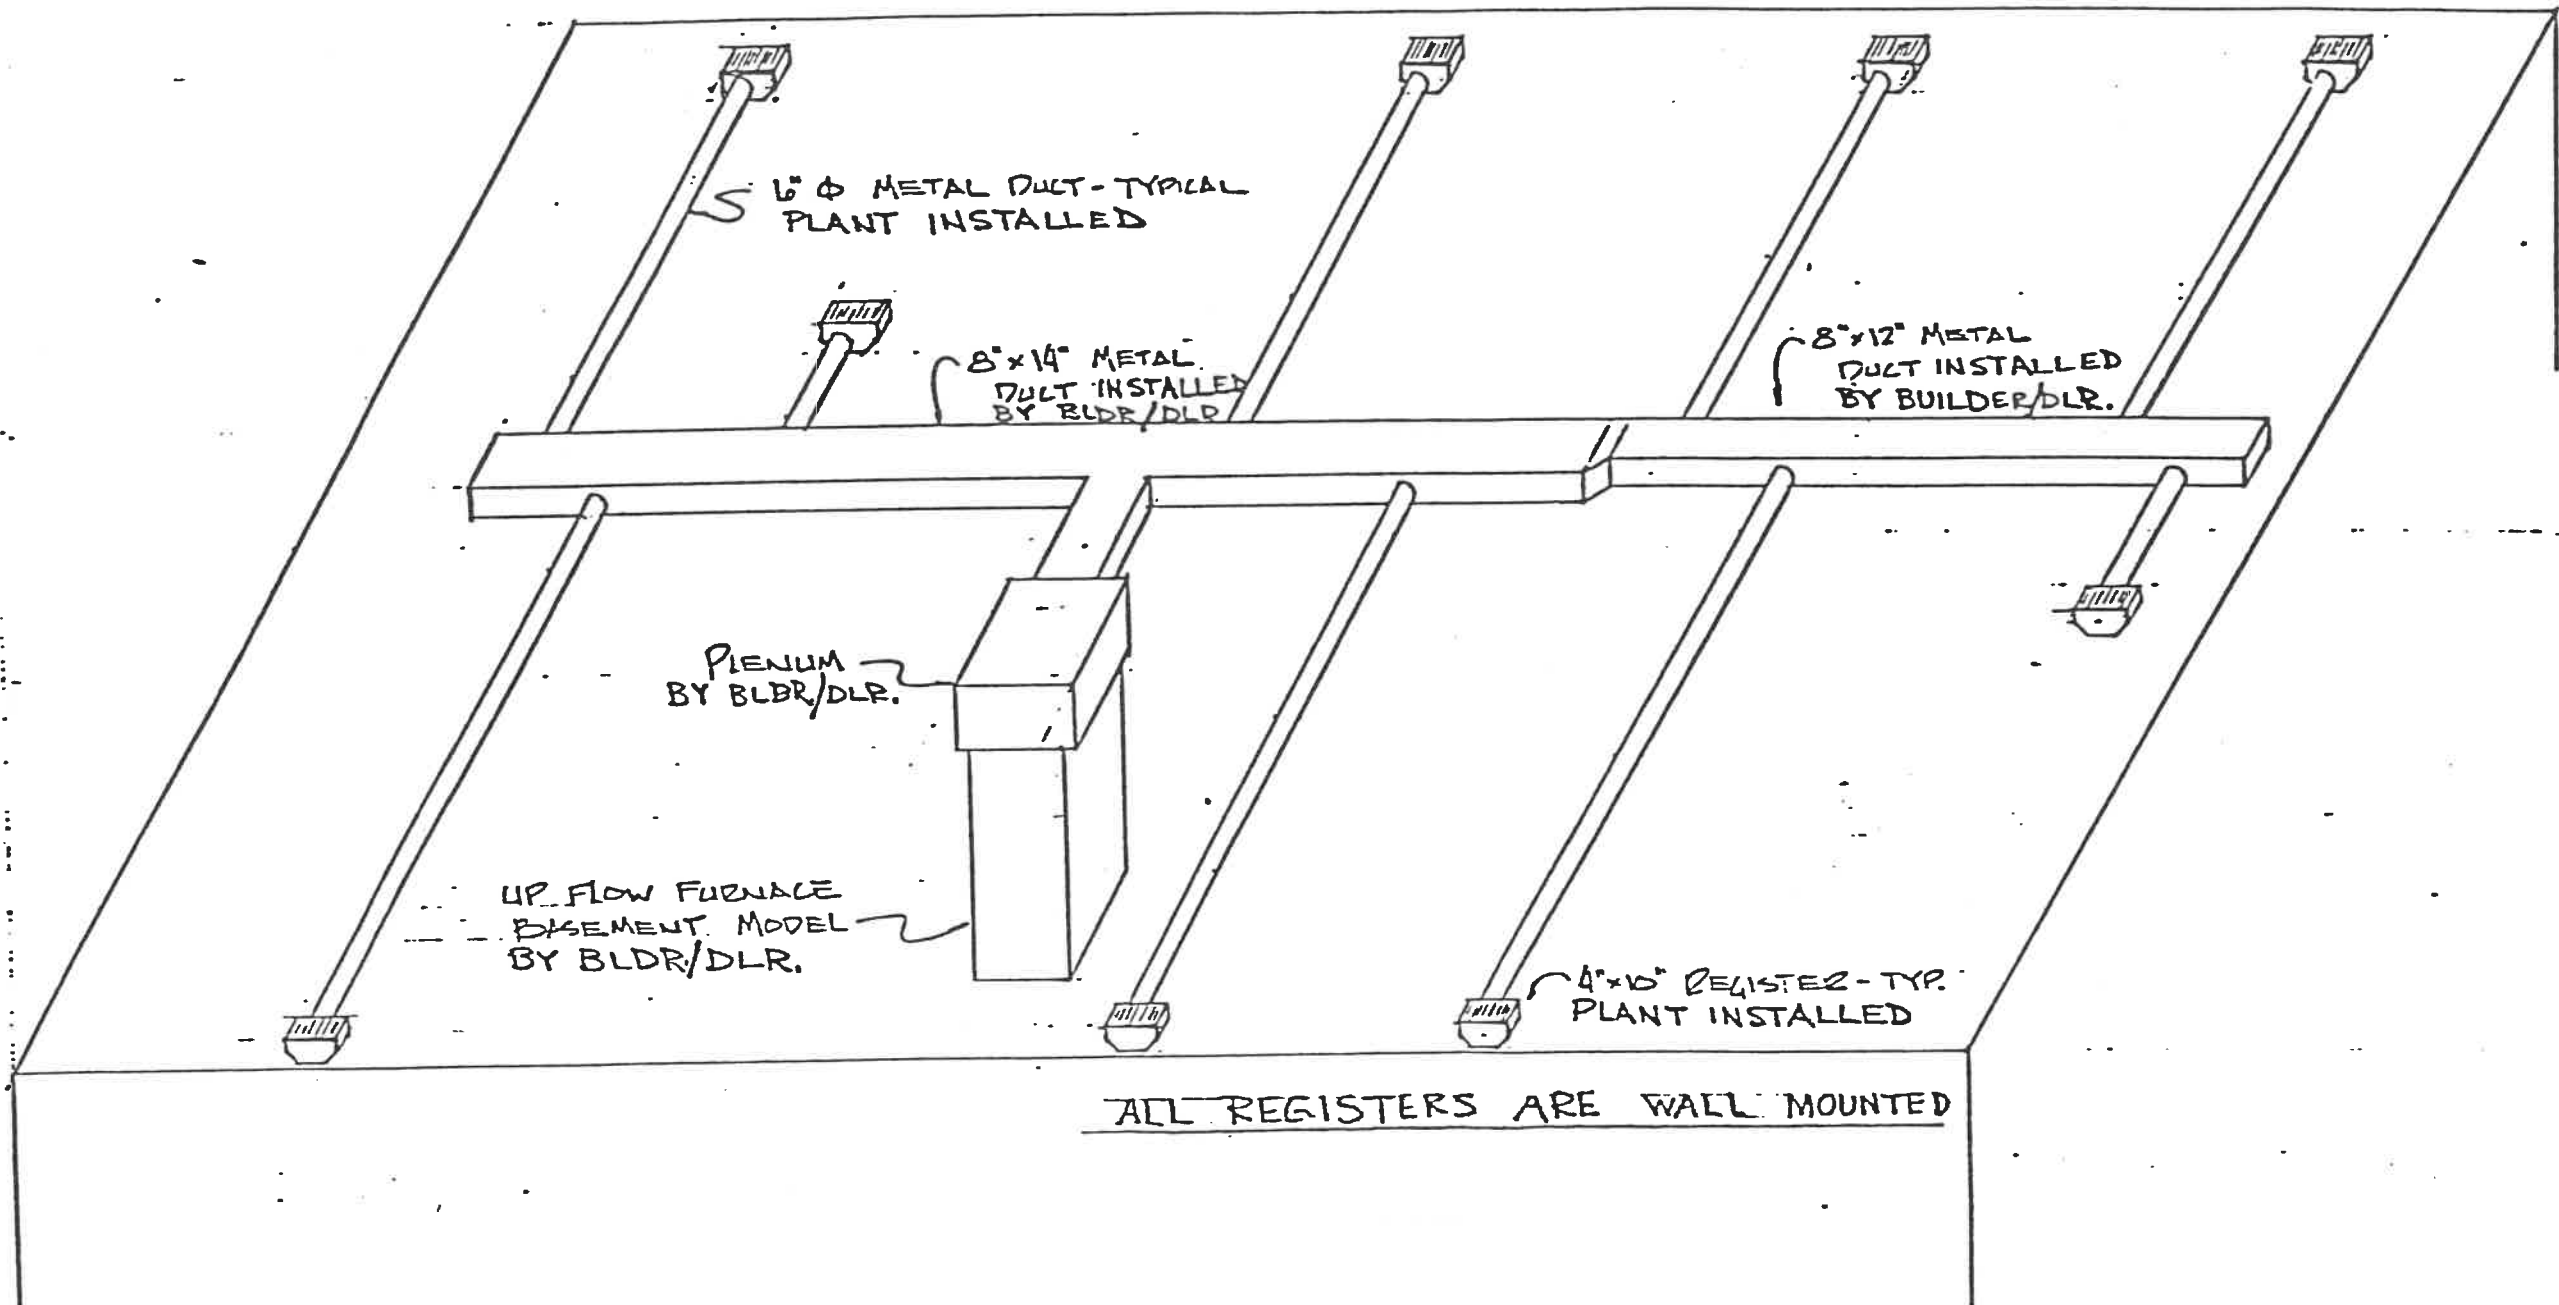 6" Φ METAL DUCT - TYPICAL
PLANT INSTALLED
8"x14" METAL
DUCT INSTALLED
BY BLDR/DLR
8"x12" METAL
DUCT INSTALLED
BY BUILDER/DLR.
PLENUM
BY BLBR/DLR.
UP FLOW FURNACE
BASEMENT MODEL
BY BLDR/DLR.
4"x10" REGISTER - TYP.
PLANT INSTALLED
ALL REGISTERS ARE WALL MOUNTED